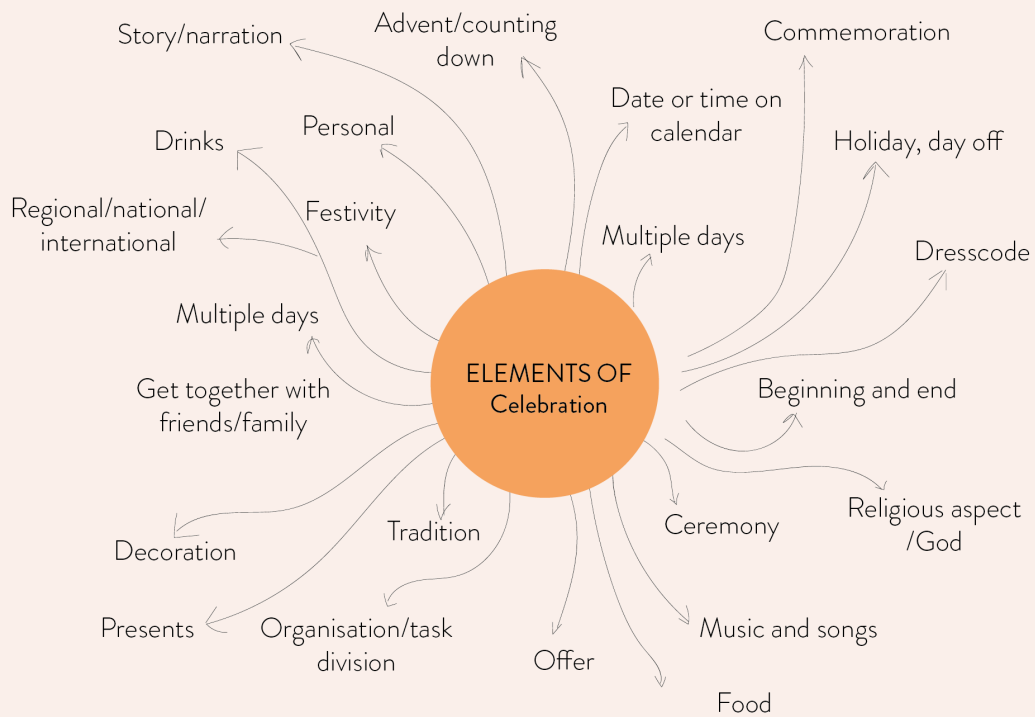 Story/narration
Advent/counting
down
Commemoration
Date or time on
calendar
Personal
Drinks
Holiday, day off
Regional/national/
international
Festivity
Multiple days
Dresscode
Multiple days
ELEMENTS OF
Celebration
Get together with
friends/family
Beginning and end
Religious aspect
/God
Ceremony
Tradition
Decoration
Presents
Organisation/task
division
Offer
Music and songs
Food